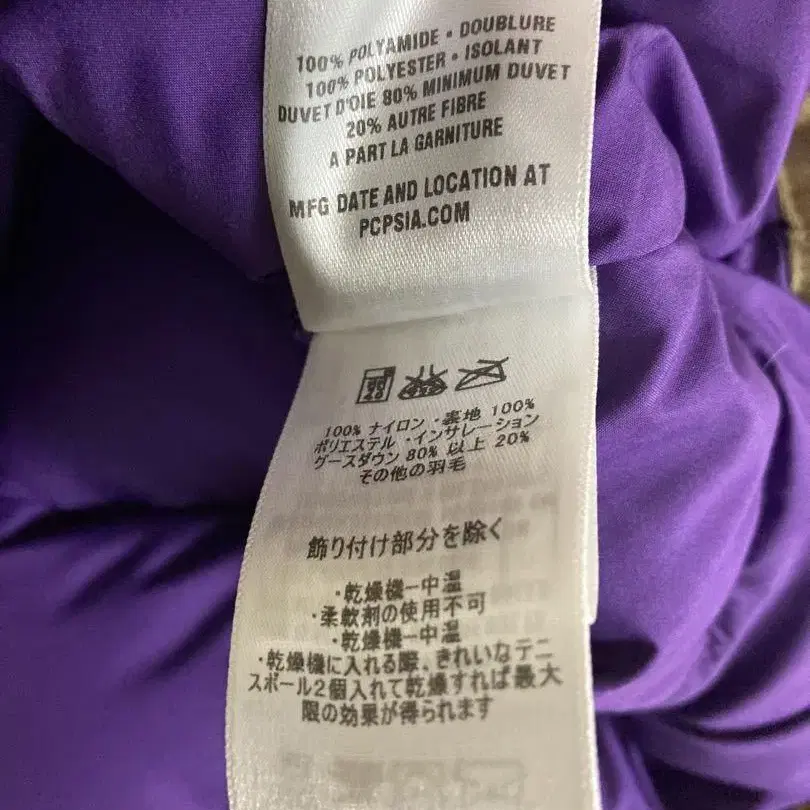 100% POLYAMIDE • DOUBLURE
100% POLYESTER • ISOLANT
DUVET D'OIE 80% MINIMUM DUVET
20% AUTRE FIBRE
A PART LA GARNITURE
MFG DATE AND LOCATION AT
PCPSIA.COM
100% ナイロン・裏地 100%
ポリエステル・インサレーション
グースダウン 80% 以上 20%
その他の羽毛
飾り付け部分を除く
・乾燥機ー中温
・柔軟剤の使用不可
・乾燥機ー中温
・乾燥機に入れる際、きれいなテニ
スボール2個入れて乾燥すれば最大
限の効果が得られます